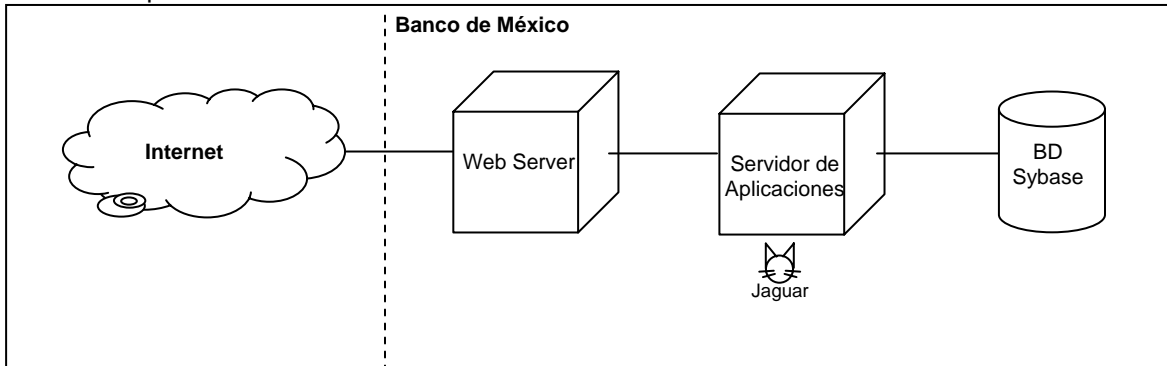 Banco de México
Internet
Web Server
Servidor de
Aplicaciones
BD
Sybase
Jaguar